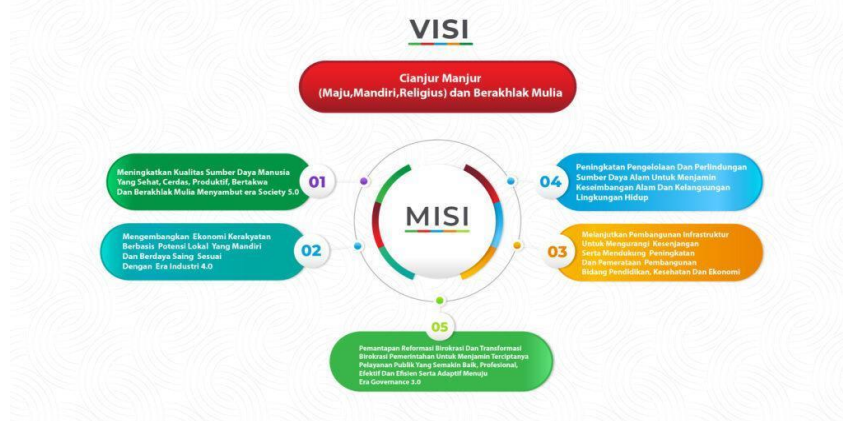 VISI
Cianjur Manjur
(Maju,Mandiri,Religius) dan Berakhlak Mulia
MISI
01
Meningkatkan Kualitas Sumber Daya Manusia
Yang Sehat, Cerdas, Produktif, Bertakwa
Dan Berakhlak Mulia Menyambut era Society 5.0
02
Mengembangkan Ekonomi Kerakyatan
Berbasis Potensi Lokal Yang Mandiri
Dan Berdaya Saing Sesuai
Dengan Era Industri 4.0
03
Melanjutkan Pembangunan Infrastruktur
Untuk Mengurangi Kesenjangan
Serta Mendukung Peningkatan
Dan Pemerataan Pembangunan
Bidang Pendidikan, Kesehatan Dan Ekonomi
04
Peningkatan Pengelolaan Dan Perlindungan
Sumber Daya Alam Untuk Menjamin
Keseimbangan Alam Dan Kelangsungan
Lingkungan Hidup
05
Pemantapan Reformasi Birokrasi Dan Transformasi
Birokrasi Pemerintahan Untuk Menjamin Terciptanya
Pelayanan Publik Yang Semakin Baik, Profesional,
Efektif Dan Efisien Serta Adaptif Menuju
Era Governance 3.0